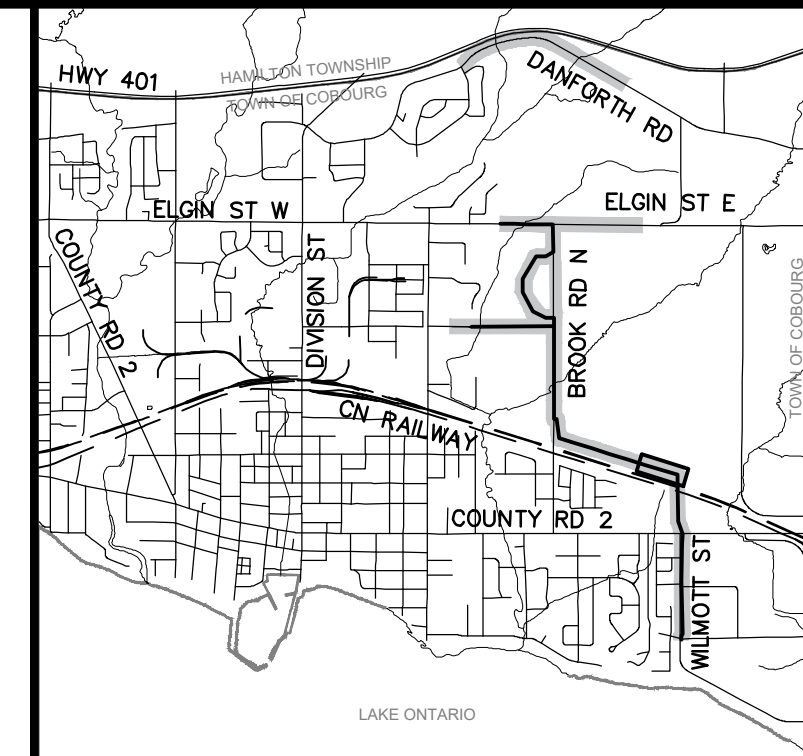 HWY 401
HAMILTON TOWNSHIP
TOWN OF COBOURG
DANFORTH RD
ELGIN ST W
ELGIN ST E
COUNTY RD 2
DIVISION ST
BROOK RD N
TOWN OF COBOURG
CN RAILWAY
COUNTY RD 2
WILMOTT ST
LAKE ONTARIO